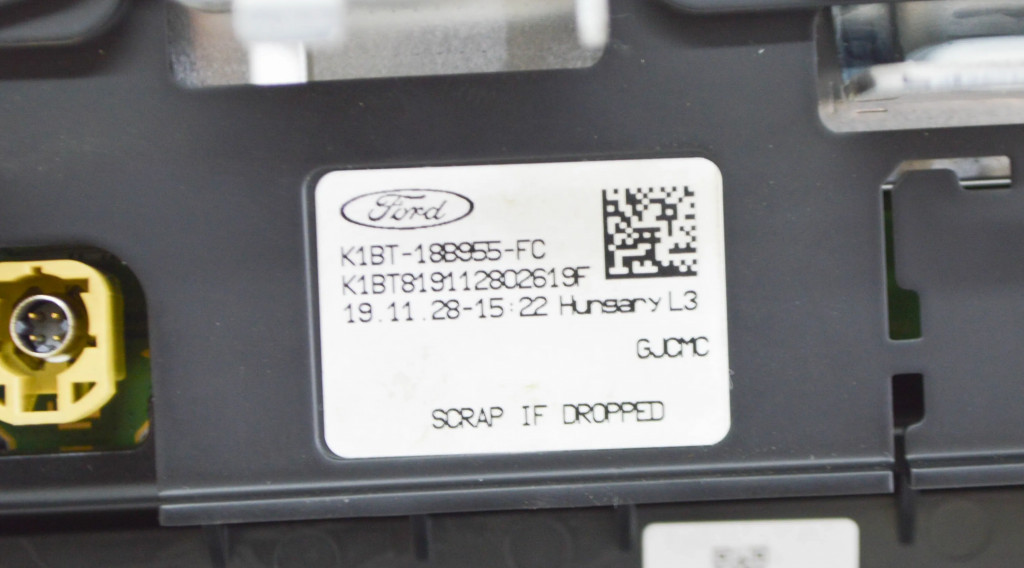 Ford
K1BT-18B955-FC
K1BT819112802619F
19.11.28-15:22 Hungary L3
GJCMC
SCRAP IF DROPPED